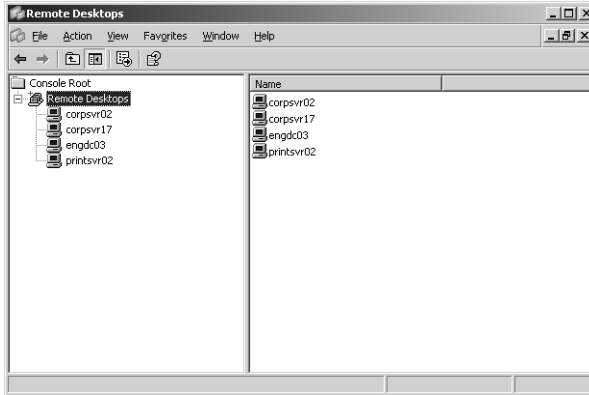 Remote Desktops
File Action View Favorites Window Help
Console Root
Remote Desktops
corpsvr02
corpsvr17
engdc03
printsvr02
Name
corpsvr02
corpsvr17
engdc03
printsvr02